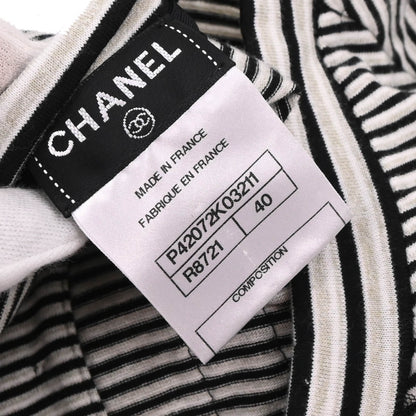 CHANEL
MADE IN FRANCE
FABRIQUE EN FRANCE
P42072K03211
R8721 40
COMPOSITION